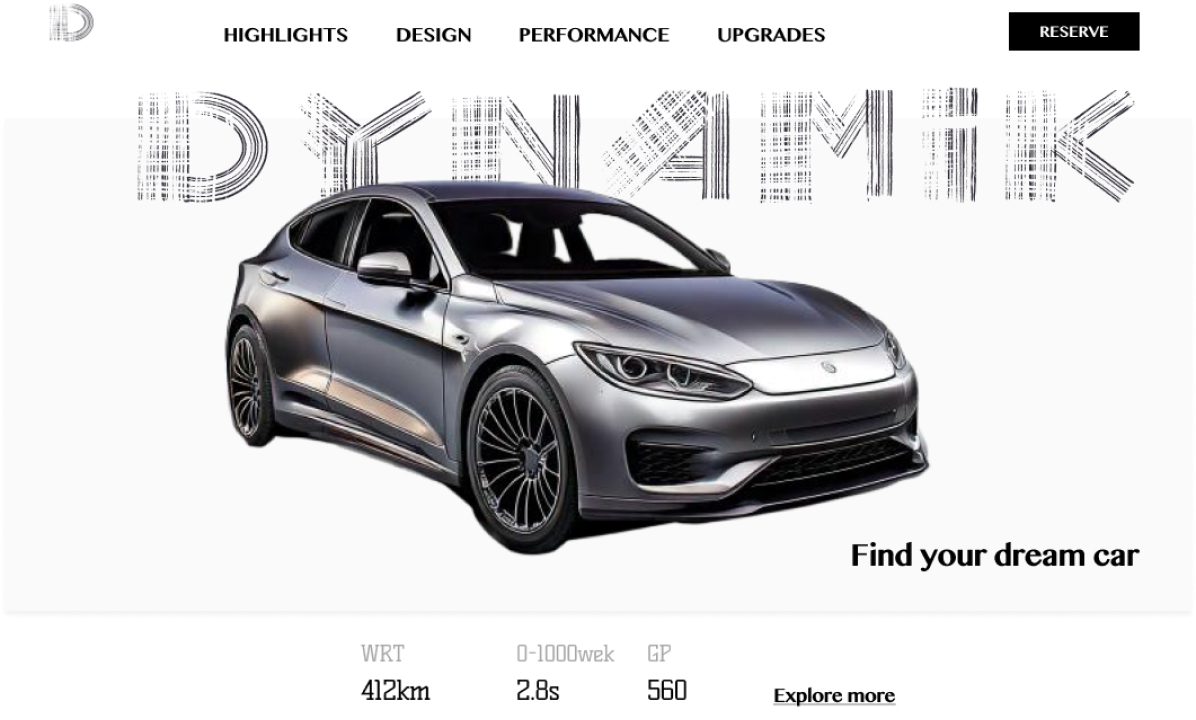 D
HIGHLIGHTS DESIGN PERFORMANCE UPGRADES RESERVE
DYNAMiK
Find your dream car
WRT 0-1000wek GP
412km 2.8s 560 Explore more